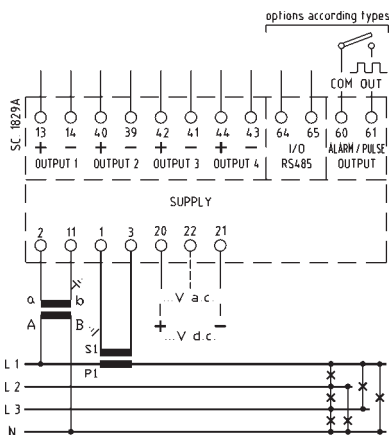 options according types
COM OUT
SC. 1829A
13 14 40 39 42 41 44 43 64 65 60 61
+ − + − + − + −
OUTPUT 1 OUTPUT 2 OUTPUT 3 OUTPUT 4 I/O RS485 ALARM / PULSE OUTPUT
SUPPLY
2 11 1 3 20 22 21
a b
...V a.c.
A B
+ −
...V d.c.
S1
P1
L 1
L 2
L 3
N